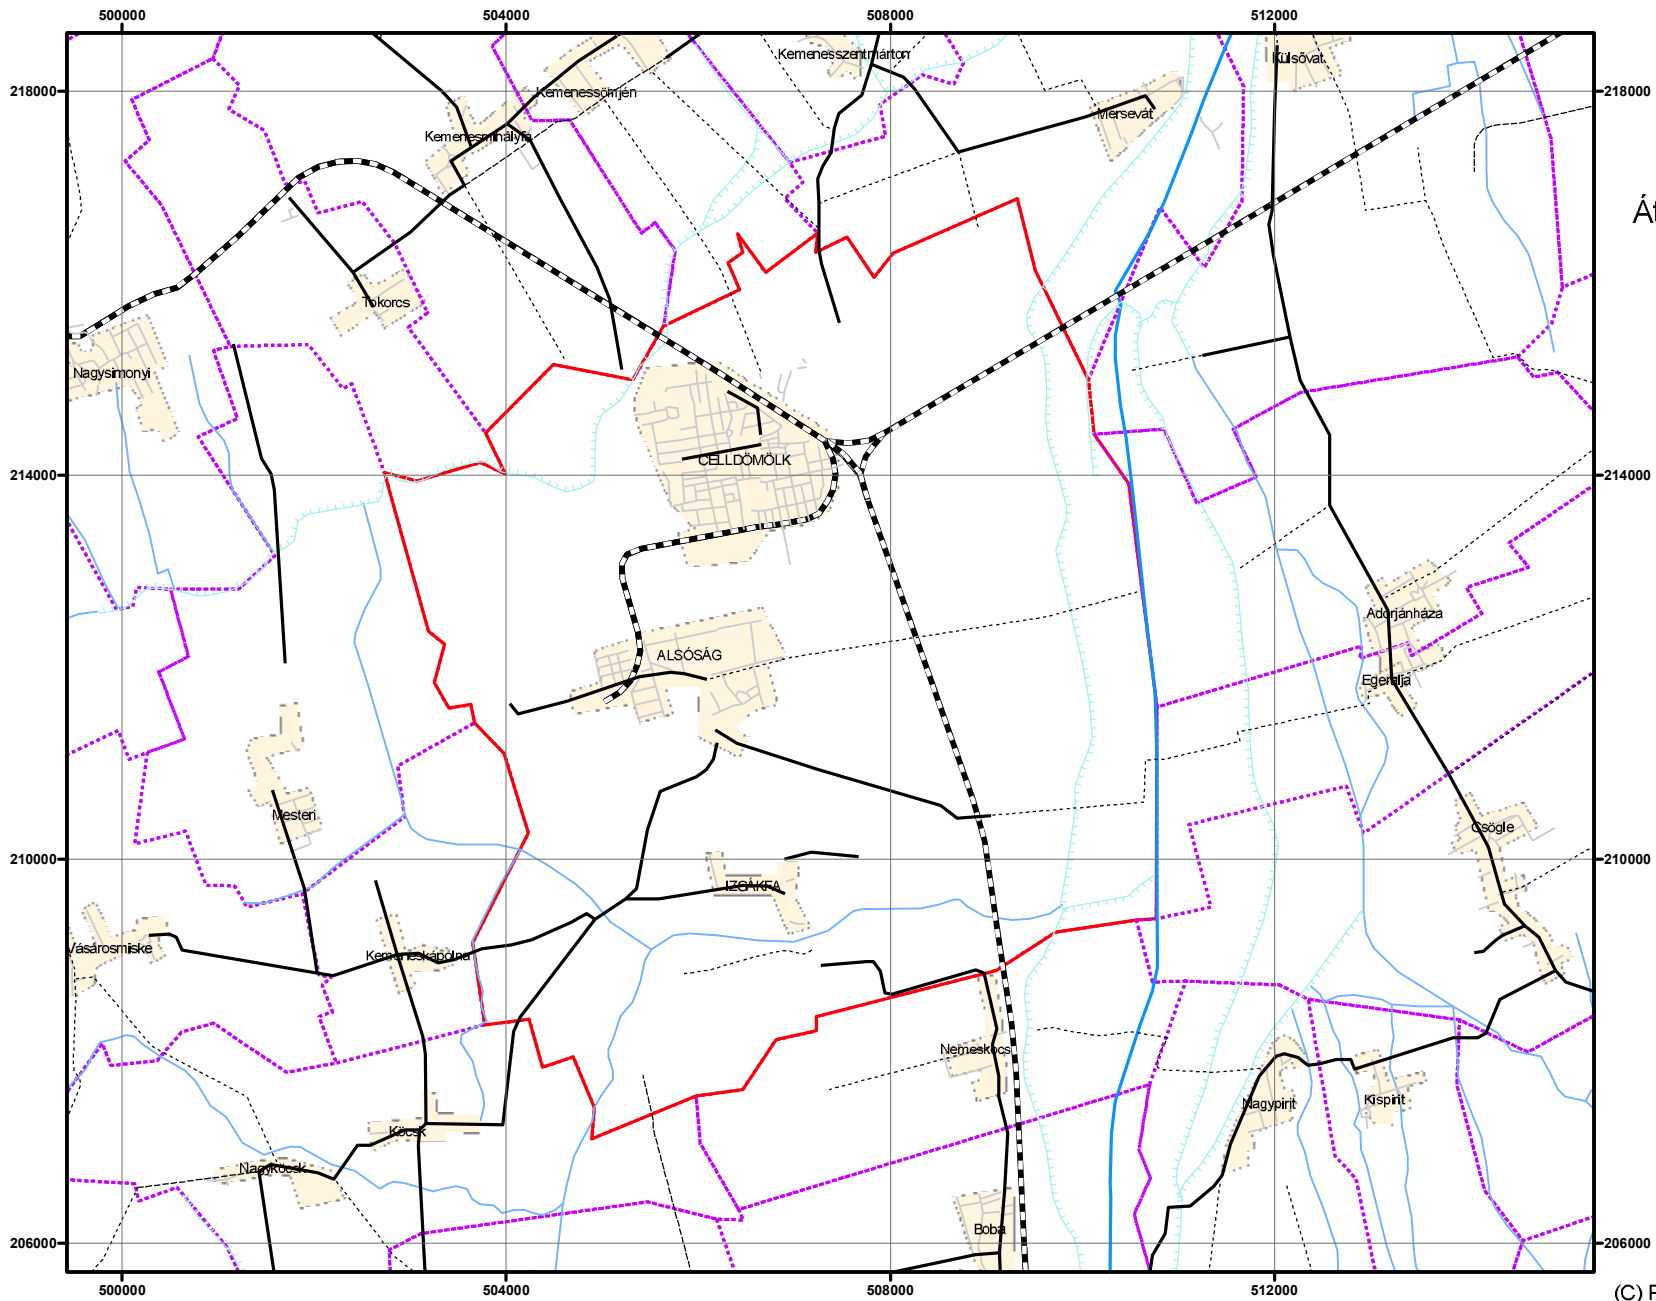 500000 504000 508000 512000
Kemenesszentmárton
Külsővat
218000 218000
Kemenessömjén
Mersevát
Kemenesmihályfa
Tokorcs
Nagysimonyi
CELLDÖMÖLK
214000 214000
Adorjánháza
ALSÓSÁG
Egeralja
Mesteri
Csögle
210000 210000
IZSÁKFA
Vásárosmiske
Kemeneskápolna
Nemeskocs
Nagypirit
Kispirit
Köcsk
Nagyköcsk
Boba
206000 206000
500000 504000 508000 512000
(C)